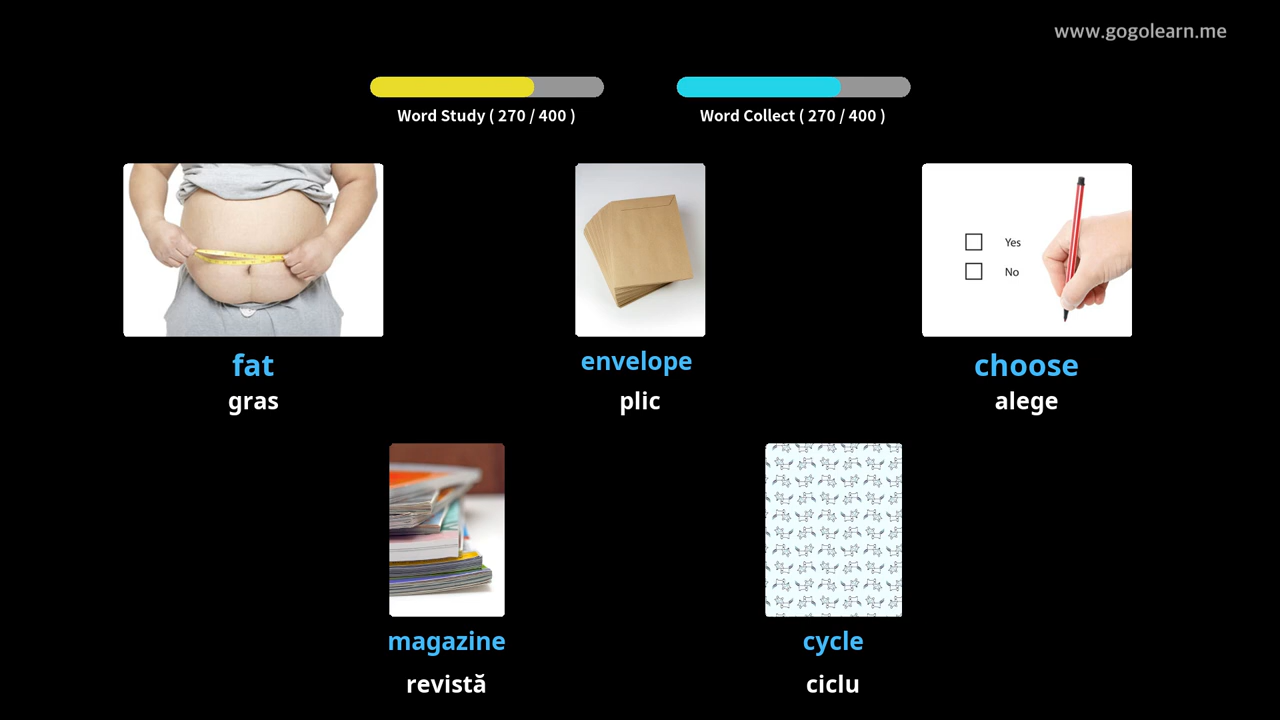 www.gogolearn.me
Word Study ( 270 / 400 )
Word Collect ( 270 / 400 )
Yes
No
fat
envelope
choose
gras
plic
alege
magazine
cycle
revistă
ciclu